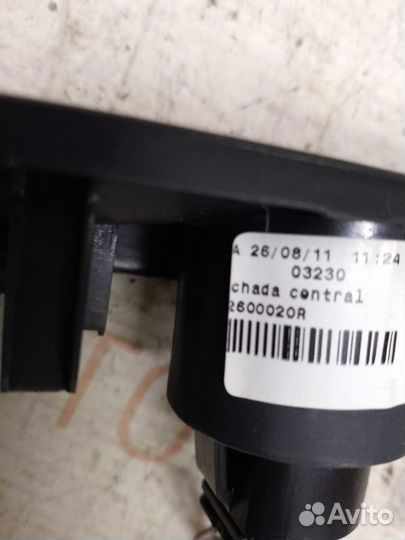 A 26/08/11 11:24
03230
chada central
2600020R
Avito